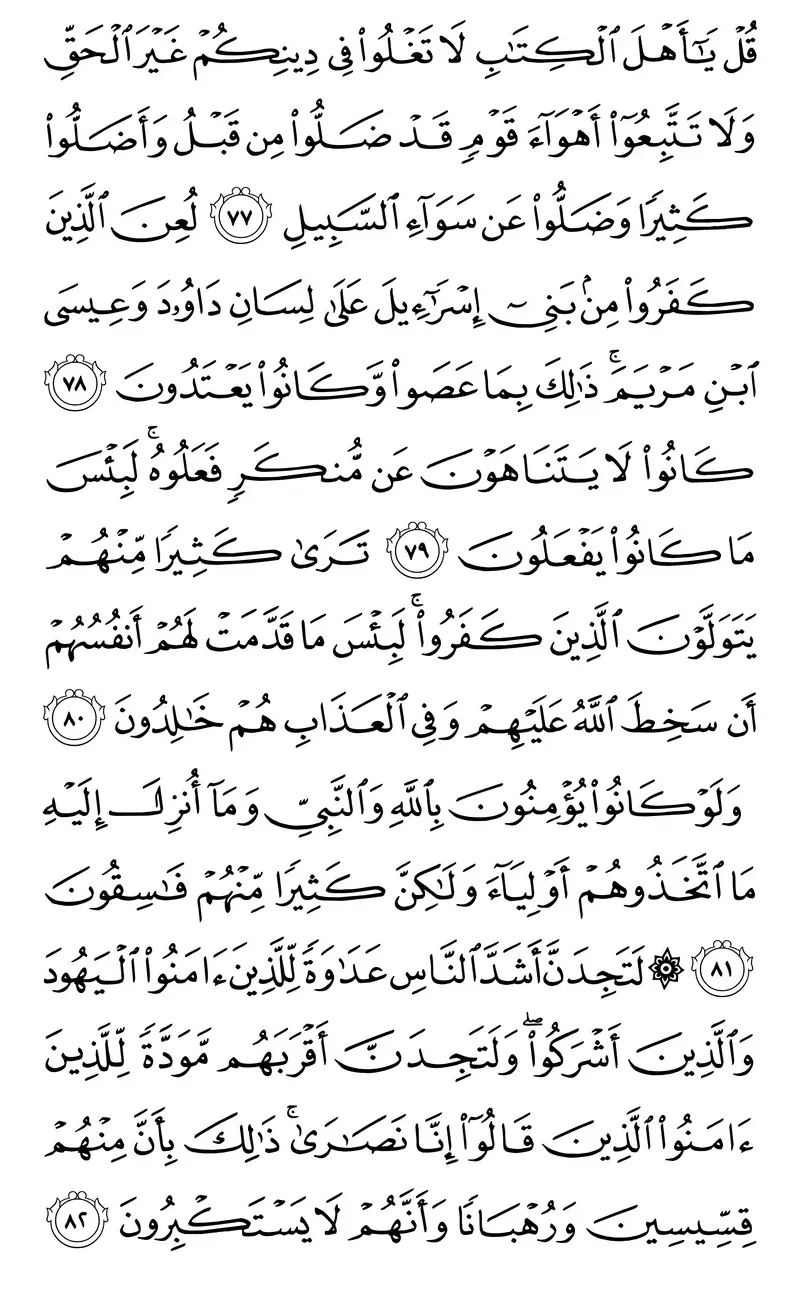 قُلۡ يَـٰٓأَهۡلَ ٱلۡكِتَـٰبِ لَا تَغۡلُواْ فِى دِينِكُمۡ غَيۡرَ ٱلۡحَقِّ
وَلَا تَتَّبِعُوٓاْ أَهۡوَآءَ قَوۡمٖ قَدۡ ضَلُّواْ مِن قَبۡلُ وَأَضَلُّواْ
كَثِيرٗا وَضَلُّواْ عَن سَوَآءِ ٱلسَّبِيلِ ٧٧ لُعِنَ ٱلَّذِينَ
كَفَرُواْ مِنۢ بَنِىٓ إِسۡرَٰٓءِيلَ عَلَىٰ لِسَانِ دَاوُۥدَ وَعِيسَى
ٱبۡنِ مَرۡيَمَۚ ذَٰلِكَ بِمَا عَصَواْ وَّكَانُواْ يَعۡتَدُونَ ٧٨
كَانُواْ لَا يَتَنَاهَوۡنَ عَن مُّنكَرٖ فَعَلُوهُۚ لَبِئۡسَ
مَا كَانُواْ يَفۡعَلُونَ ٧٩ تَرَىٰ كَثِيرٗا مِّنۡهُمۡ
يَتَوَلَّوۡنَ ٱلَّذِينَ كَفَرُواْۚ لَبِئۡسَ مَا قَدَّمَتۡ لَهُمۡ أَنفُسُهُمۡ
أَن سَخِطَ ٱللَّهُ عَلَيۡهِمۡ وَفِى ٱلۡعَذَابِ هُمۡ خَـٰلِدُونَ ٨٠
وَلَوۡ كَانُواْ يُؤۡمِنُونَ بِٱللَّهِ وَٱلنَّبِىِّ وَمَآ أُنزِلَ إِلَيۡهِ
مَا ٱتَّخَذُوهُمۡ أَوۡلِيَآءَ وَلَـٰكِنَّ كَثِيرٗا مِّنۡهُمۡ فَـٰسِقُونَ
٨١ ۞ لَتَجِدَنَّ أَشَدَّ ٱلنَّاسِ عَدَٰوَةٗ لِّلَّذِينَ ءَامَنُواْ ٱلۡيَهُودَ
وَٱلَّذِينَ أَشۡرَكُواْۖ وَلَتَجِدَنَّ أَقۡرَبَهُم مَّوَدَّةٗ لِّلَّذِينَ
ءَامَنُواْ ٱلَّذِينَ قَالُوٓاْ إِنَّا نَصَـٰرَىٰۚ ذَٰلِكَ بِأَنَّ مِنۡهُمۡ
قِسِّيسِينَ وَرُهۡبَانٗا وَأَنَّهُمۡ لَا يَسۡتَكۡبِرُونَ ٨٢